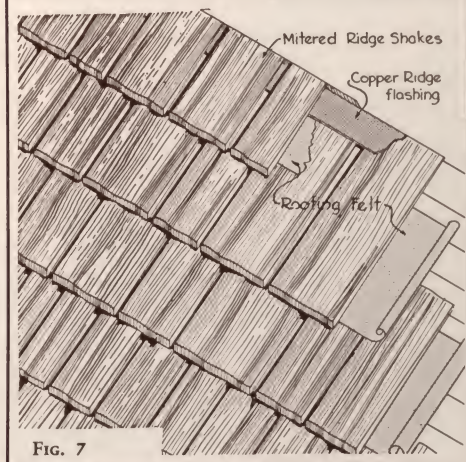 Mitered Ridge Shakes
Copper Ridge
flashing
Roofing Felt
FIG. 7